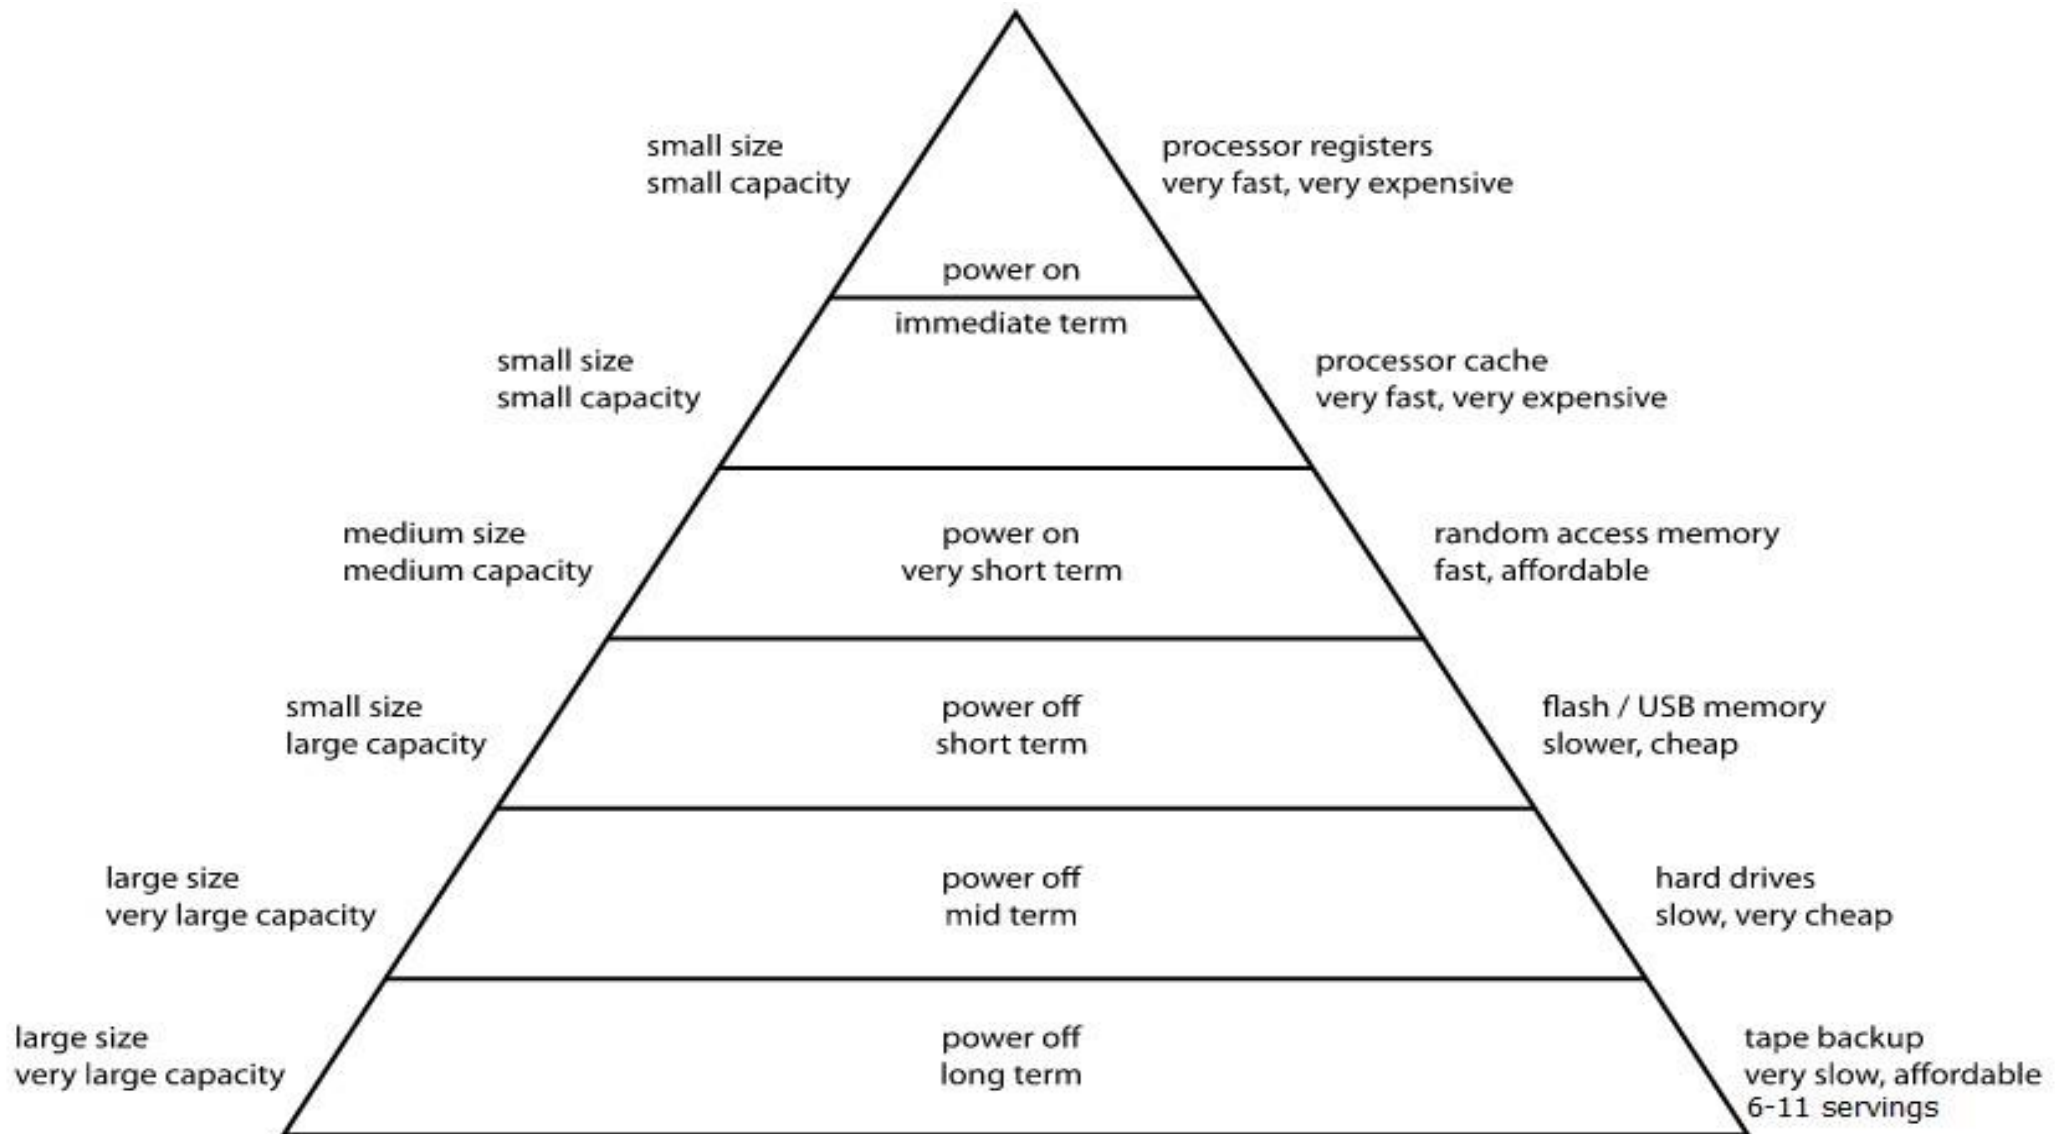 small size
small capacity
processor registers
very fast, very expensive
power on
immediate term
small size
small capacity
processor cache
very fast, very expensive
medium size
medium capacity
power on
very short term
random access memory
fast, affordable
small size
large capacity
power off
short term
flash / USB memory
slower, cheap
large size
very large capacity
power off
mid term
hard drives
slow, very cheap
large size
very large capacity
power off
long term
tape backup
very slow, affordable
6-11 servings